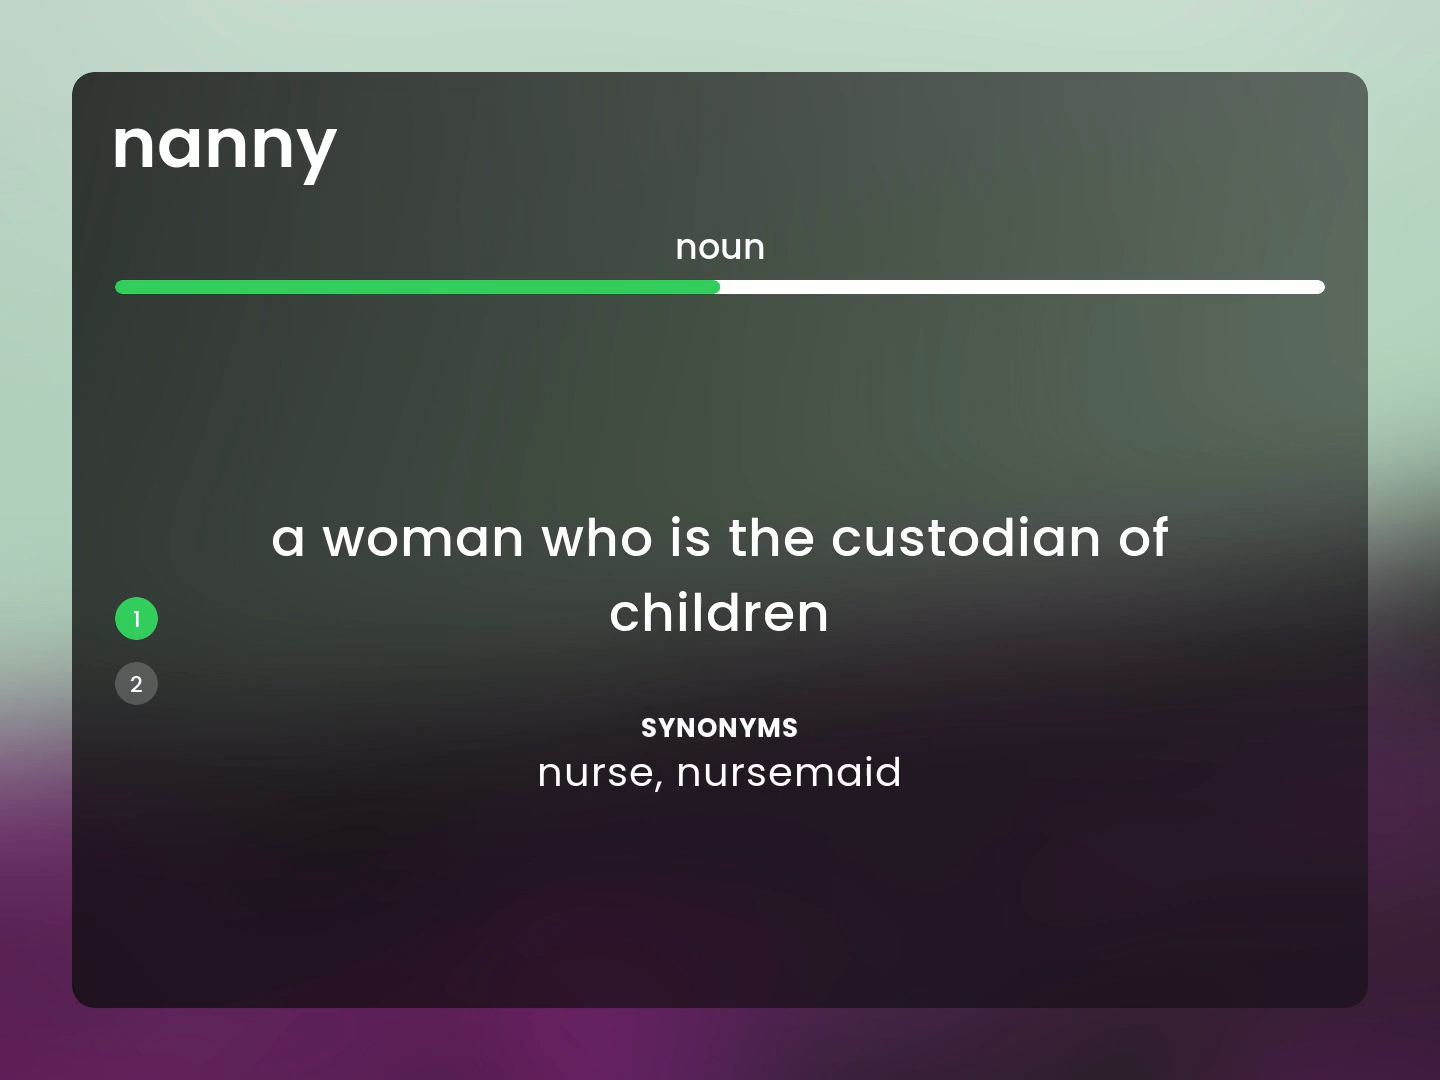 nanny
noun
a woman who is the custodian of
children
1
2
SYNONYMS
nurse, nursemaid